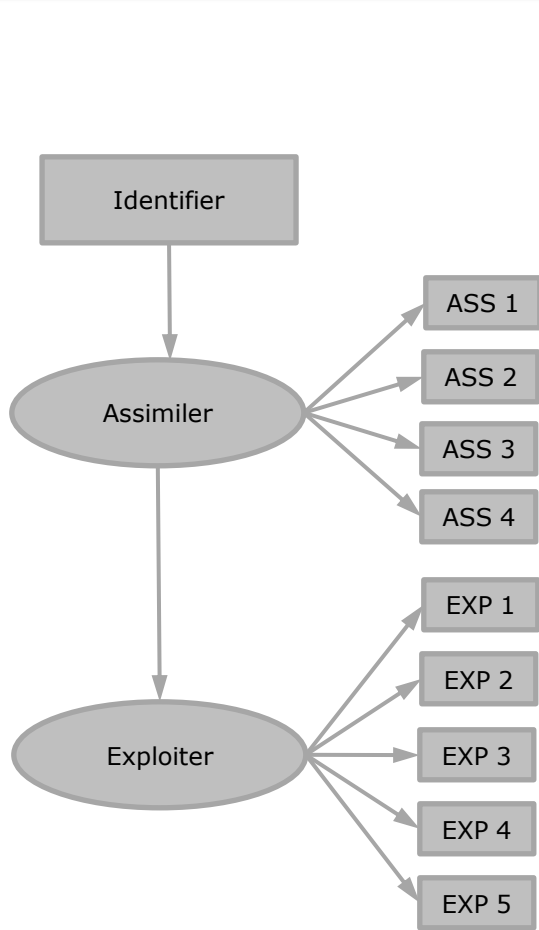 Identifier
ASS 1
ASS 2
Assimiler
ASS 3
ASS 4
EXP 1
EXP 2
Exploiter
EXP 3
EXP 4
EXP 5